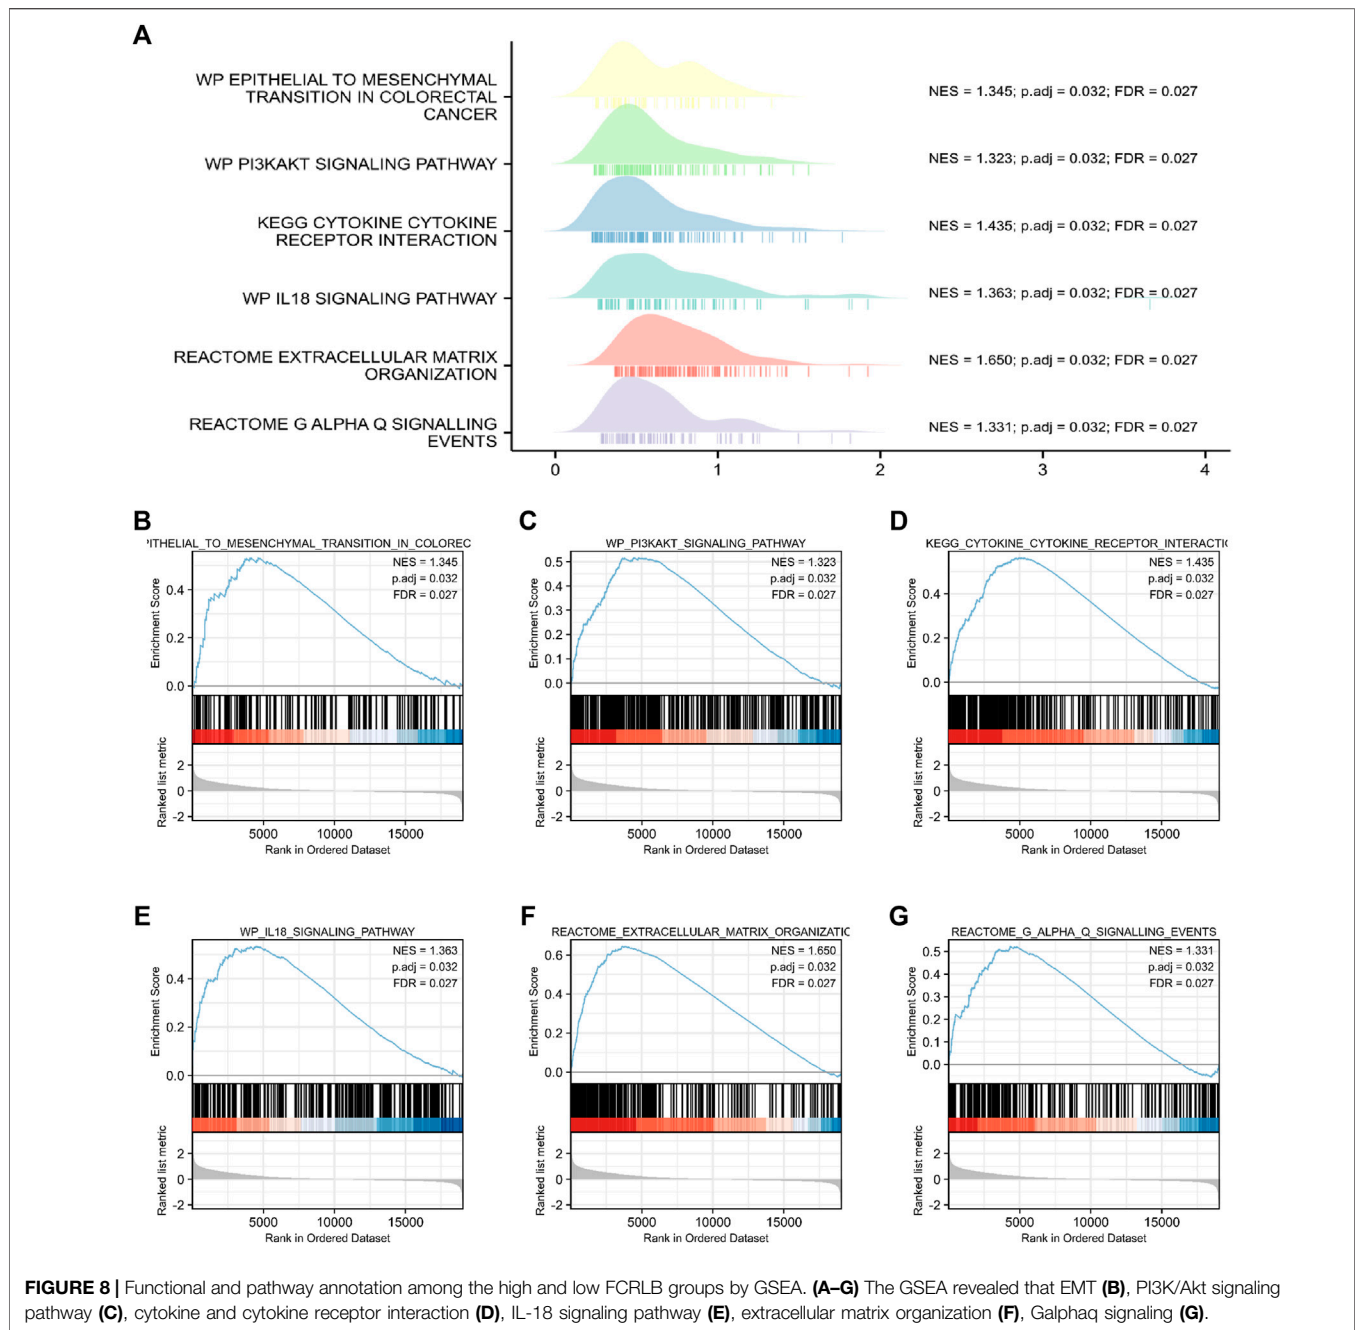 A
WP EPITHELIAL TO MESENCHYMAL
TRANSITION IN COLORECTAL
CANCER
NES = 1.345; p.adj = 0.032; FDR = 0.027
WP PI3KAKT SIGNALING PATHWAY
NES = 1.323; p.adj = 0.032; FDR = 0.027
KEGG CYTOKINE CYTOKINE
RECEPTOR INTERACTION
NES = 1.435; p.adj = 0.032; FDR = 0.027
WP IL18 SIGNALING PATHWAY
NES = 1.363; p.adj = 0.032; FDR = 0.027
REACTOME EXTRACELLULAR MATRIX
ORGANIZATION
NES = 1.650; p.adj = 0.032; FDR = 0.027
REACTOME G ALPHA Q SIGNALLING
EVENTS
NES = 1.331; p.adj = 0.032; FDR = 0.027
0 1 2 3 4
B
ITHELIAL_TO_MESENCHYMAL_TRANSITION_IN_COLOREC
NES = 1.345
p.adj = 0.032
FDR = 0.027
Enrichment Score
0.4
0.2
0.0
Ranked list metric
2
0
-2
5000 10000 15000
Rank in Ordered Dataset
C
WP_PI3KAKT_SIGNALING_PATHWAY
NES = 1.323
p.adj = 0.032
FDR = 0.027
Enrichment Score
0.5
0.4
0.3
0.2
0.1
0.0
Ranked list metric
2
0
-2
5000 10000 15000
Rank in Ordered Dataset
D
KEGG_CYTOKINE_CYTOKINE_RECEPTOR_INTERACTIO
NES = 1.435
p.adj = 0.032
FDR = 0.027
Enrichment Score
0.4
0.2
0.0
Ranked list metric
2
0
-2
5000 10000 15000
Rank in Ordered Dataset
E
WP_IL18_SIGNALING_PATHWAY
NES = 1.363
p.adj = 0.032
FDR = 0.027
Enrichment Score
0.4
0.2
0.0
Ranked list metric
2
0
-2
5000 10000 15000
Rank in Ordered Dataset
F
REACTOME_EXTRACELLULAR_MATRIX_ORGANIZATIO
NES = 1.650
p.adj = 0.032
FDR = 0.027
Enrichment Score
0.6
0.4
0.2
0.0
Ranked list metric
2
0
-2
5000 10000 15000
Rank in Ordered Dataset
G
REACTOME_G_ALPHA_Q_SIGNALLING_EVENTS
NES = 1.331
p.adj = 0.032
FDR = 0.027
Enrichment Score
0.5
0.4
0.3
0.2
0.1
0.0
Ranked list metric
2
0
-2
5000 10000 15000
Rank in Ordered Dataset
FIGURE 8 | Functional and pathway annotation among the high and low FCRLB groups by GSEA. (A–G) The GSEA revealed that EMT (B), PI3K/Akt signaling
pathway (C), cytokine and cytokine receptor interaction (D), IL-18 signaling pathway (E), extracellular matrix organization (F), Galphaq signaling (G).